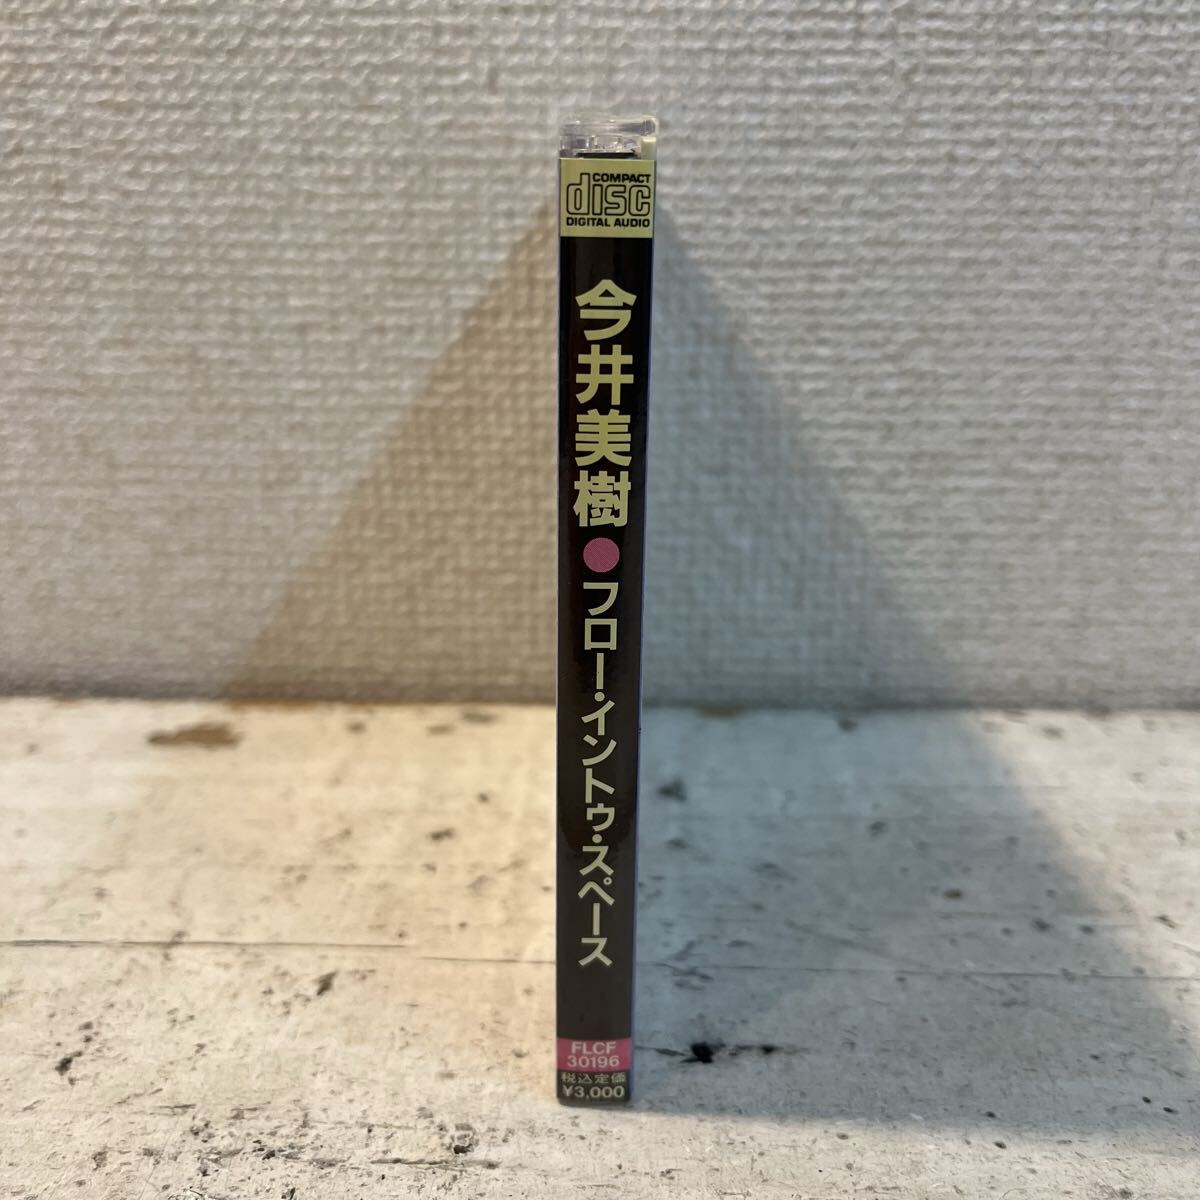 COMPACT
disc
DIGITAL AUDIO
今井美樹●フロー・イントゥ・スペース
FLCF
30196
税込定価
¥3,000